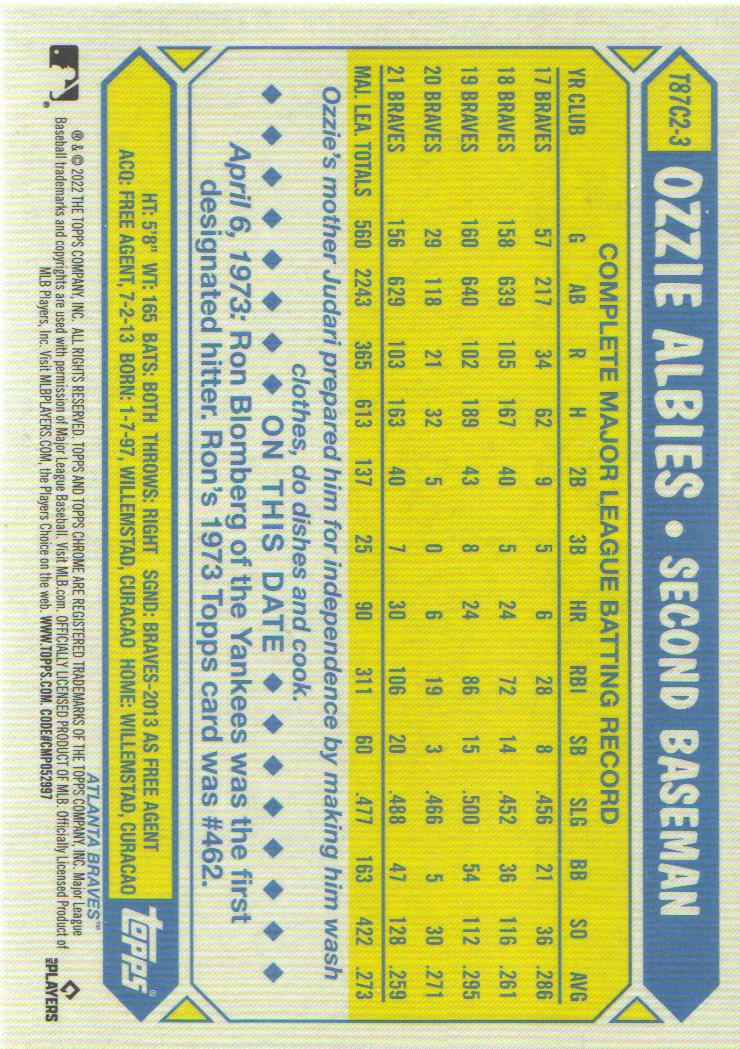 T87C2-3
OZZIE ALBIES • SECOND BASEMAN
COMPLETE MAJOR LEAGUE BATTING RECORD
YR CLUB G AB R H 2B 3B HR RBI SB SLG BB SO AVG
17 BRAVES 57 217 34 62 9 5 6 28 8 .456 21 36 .286
18 BRAVES 158 639 105 167 40 5 24 72 14 .452 36 116 .261
19 BRAVES 160 640 102 189 43 8 24 86 15 .500 54 112 .295
20 BRAVES 29 118 21 32 5 0 6 19 3 .466 5 30 .271
21 BRAVES 156 629 103 163 40 7 30 106 20 .488 47 128 .259
MAJ. LEA. TOTALS 560 2243 365 613 137 25 90 311 60 .477 163 422 .273
Ozzie's mother Judari prepared him for independence by making him wash
clothes, do dishes and cook.
ON THIS DATE
April 6, 1973: Ron Blomberg of the Yankees was the first
designated hitter. Ron's 1973 Topps card was #462.
HT: 5'8" WT: 165 BATS: BOTH THROWS: RIGHT SGND: BRAVES-2013 AS FREE AGENT
ACQ: FREE AGENT, 7-2-13 BORN: 1-7-97, WILLEMSTAD, CURACAO HOME: WILLEMSTAD, CURACAO
topps®
ATLANTA BRAVES™
® & © 2022 THE TOPPS COMPANY, INC. ALL RIGHTS RESERVED. TOPPS AND TOPPS CHROME ARE REGISTERED TRADEMARKS OF THE TOPPS COMPANY, INC. Major League
Baseball trademarks and copyrights are used with permission of Major League Baseball. Visit MLB.com. OFFICIALLY LICENSED PRODUCT OF MLB. Officially Licensed Product of
MLB Players, Inc. Visit MLBPLAYERS.COM, the Players Choice on the web. WWW.TOPPS.COM. CODE#CMP052997
®
PLAYERS